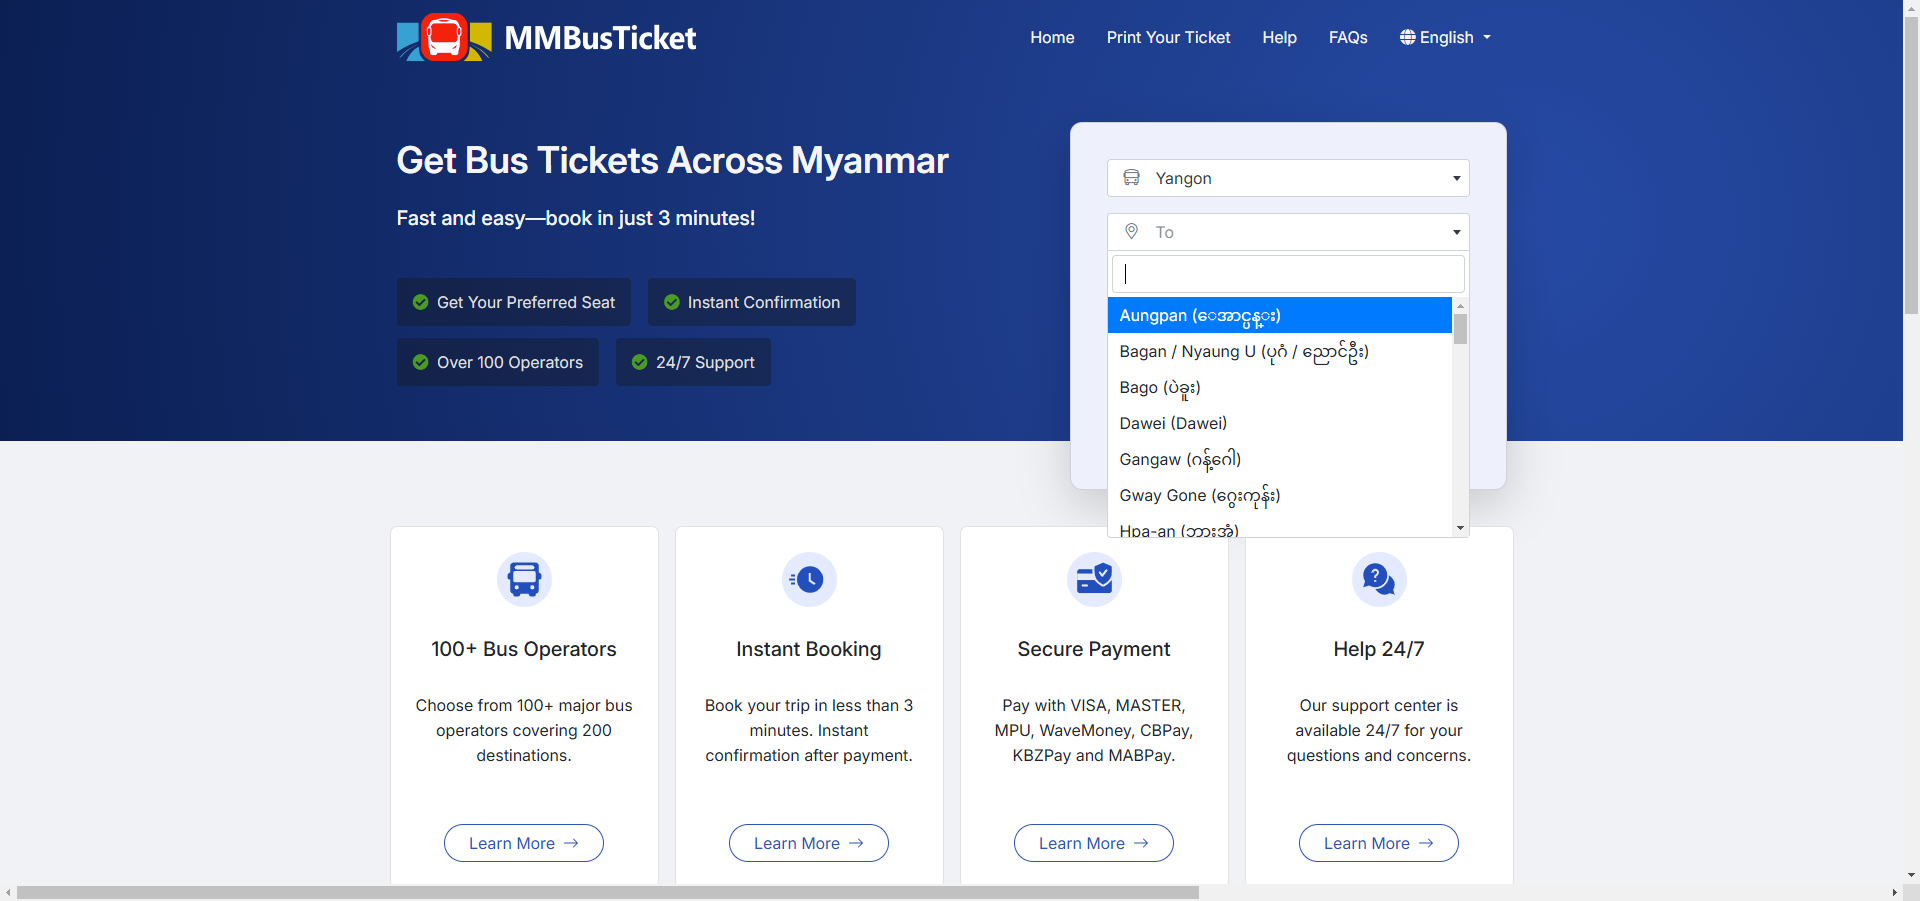 MMBusTicket
Home
Print Your Ticket
Help
FAQs
English
Get Bus Tickets Across Myanmar
Fast and easy—book in just 3 minutes!
Get Your Preferred Seat
Instant Confirmation
Over 100 Operators
24/7 Support
Yangon
To
Aungpan (ေအာင္ပန္းး)
Bagan / Nyaung U (ပုဂံ / ညောင်ဦး)
Bago (ပဲခူး)
Dawei (Dawei)
Gangaw (ဂန့်ဂေါ)
Gway Gone (ဂွေးကုန်း)
Hpa-an (ဘားအံ)
100+ Bus Operators
Choose from 100+ major bus
operators covering 200
destinations.
Learn More
Instant Booking
Book your trip in less than 3
minutes. Instant
confirmation after payment.
Learn More
Secure Payment
Pay with VISA, MASTER,
MPU, WaveMoney, CBPay,
KBZPay and MABPay.
Learn More
Help 24/7
Our support center is
available 24/7 for your
questions and concerns.
Learn More